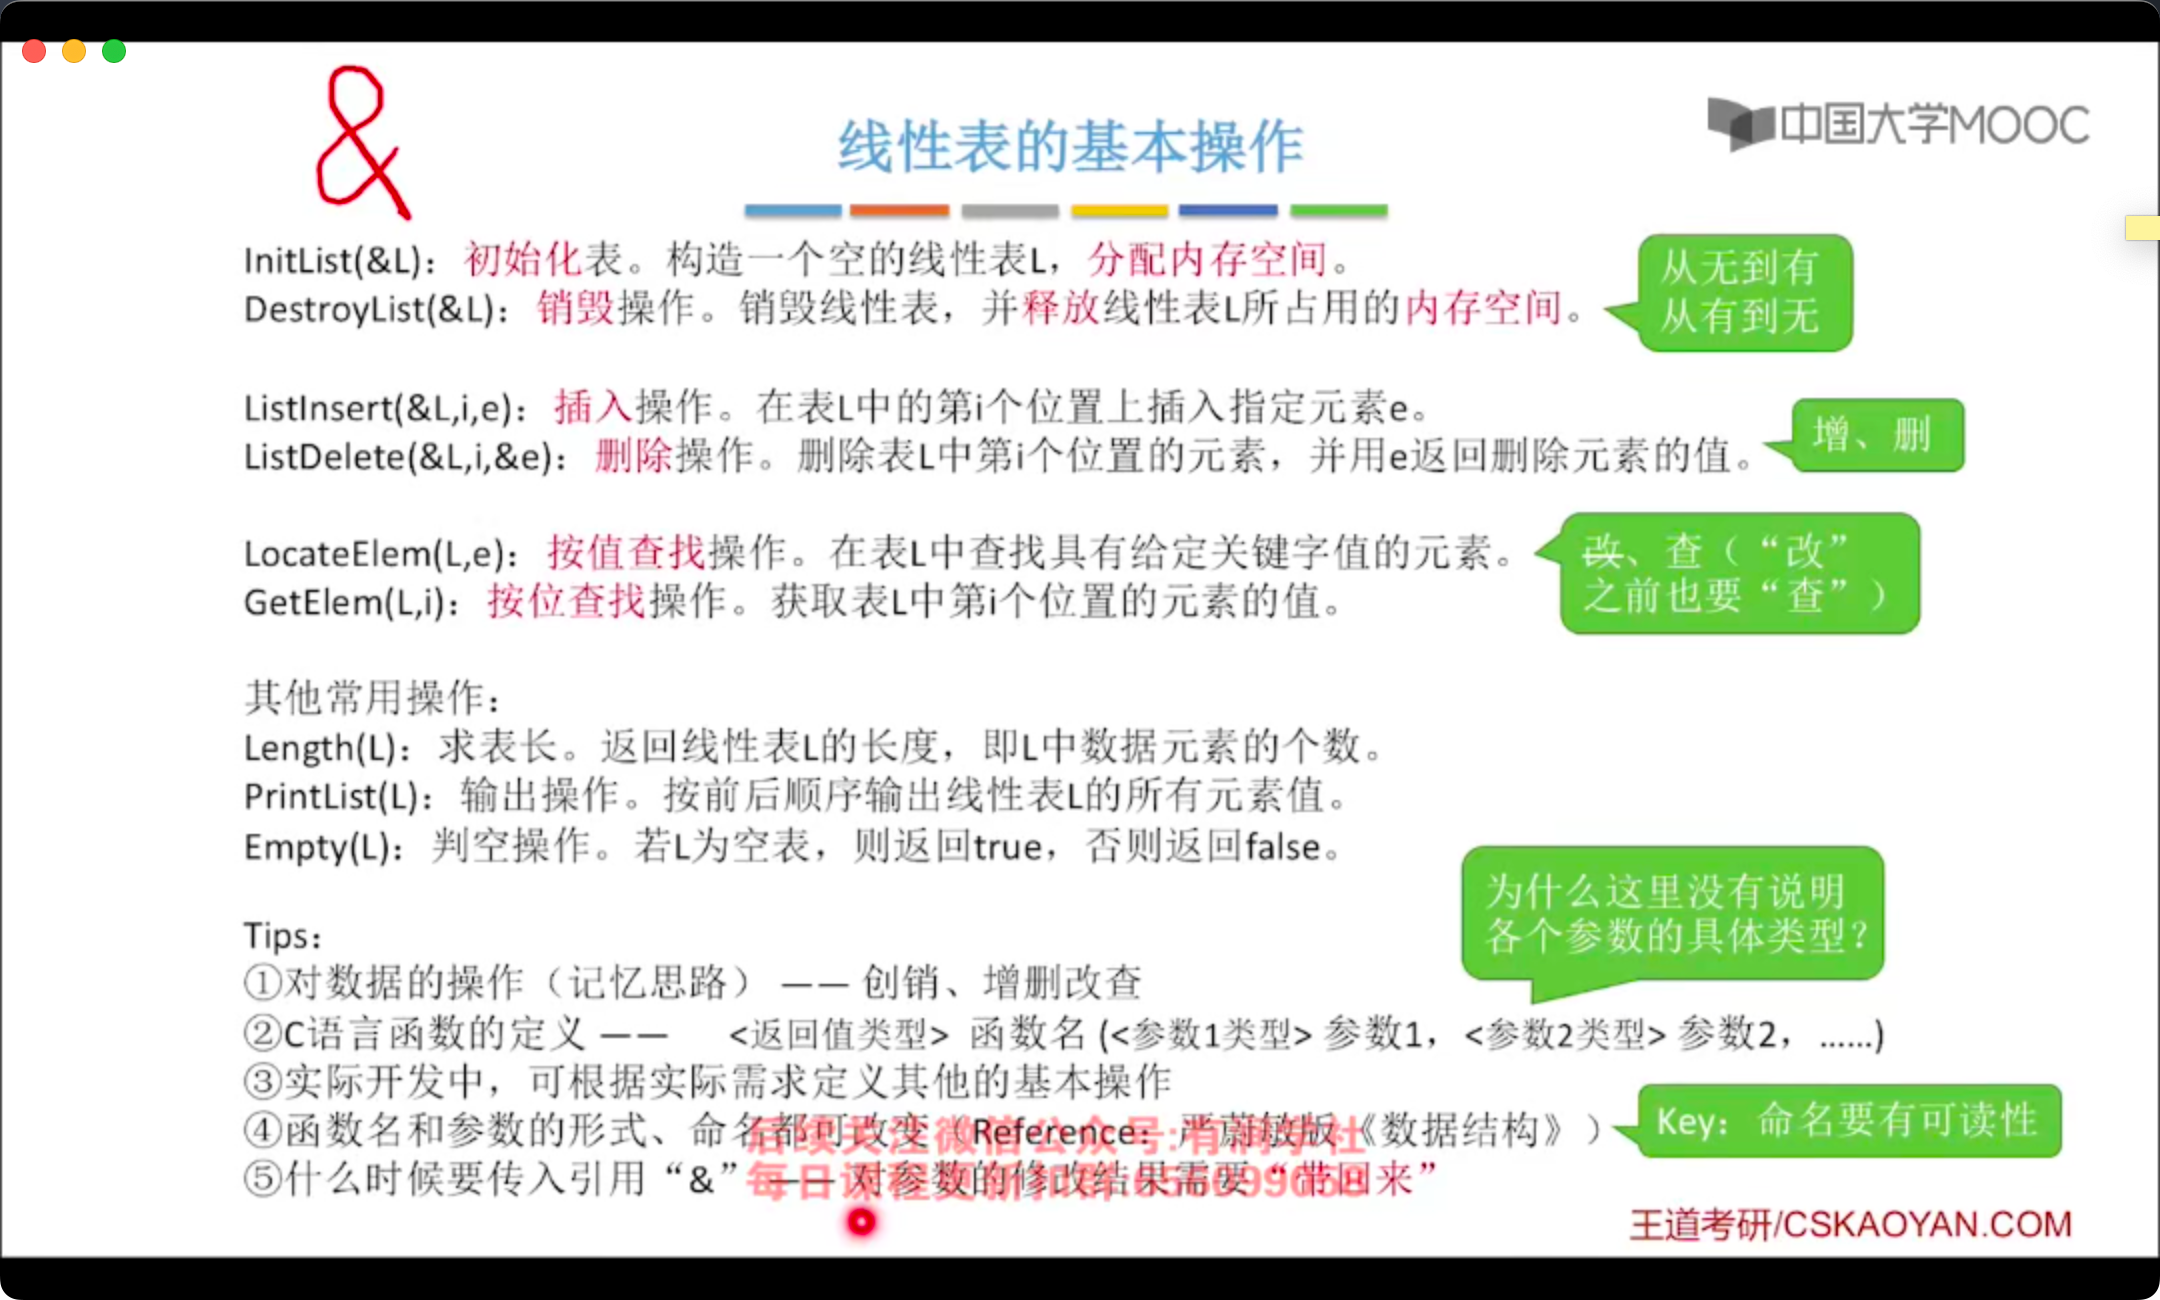 &
线性表的基本操作
中国大学MOOC
InitList(&L)：初始化表。构造一个空的线性表L，分配内存空间。
DestroyList(&L)：销毁操作。销毁线性表，并释放线性表L所占用的内存空间。
从无到有
从有到无
ListInsert(&L,i,e)：插入操作。在表L中的第i个位置上插入指定元素e。
ListDelete(&L,i,&e)：删除操作。删除表L中第i个位置的元素，并用e返回删除元素的值。
增、删
LocateElem(L,e)：按值查找操作。在表L中查找具有给定关键字值的元素。
GetElem(L,i)：按位查找操作。获取表L中第i个位置的元素的值。
改、查（“改”
之前也要“查”）
其他常用操作：
Length(L)：求表长。返回线性表L的长度，即L中数据元素的个数。
PrintList(L)：输出操作。按前后顺序输出线性表L的所有元素值。
Empty(L)：判空操作。若L为空表，则返回true，否则返回false。
为什么这里没有说明
各个参数的具体类型？
Tips：
①对数据的操作（记忆思路） —— 创销、增删改查
②C语言函数的定义 —— <返回值类型> 函数名 (<参数1类型> 参数1，<参数2类型> 参数2，……)
③实际开发中，可根据实际需求定义其他的基本操作
④函数名和参数的形式、命名都可改变（Reference：严蔚敏版《数据结构》）
Key：命名要有可读性
⑤什么时候要传入引用“&” —— 对参数的修改结果需要“带回来”
后续关注微信公众号:有润学社
每日课程更新扣群:
王道考研/CSKAOYAN.COM